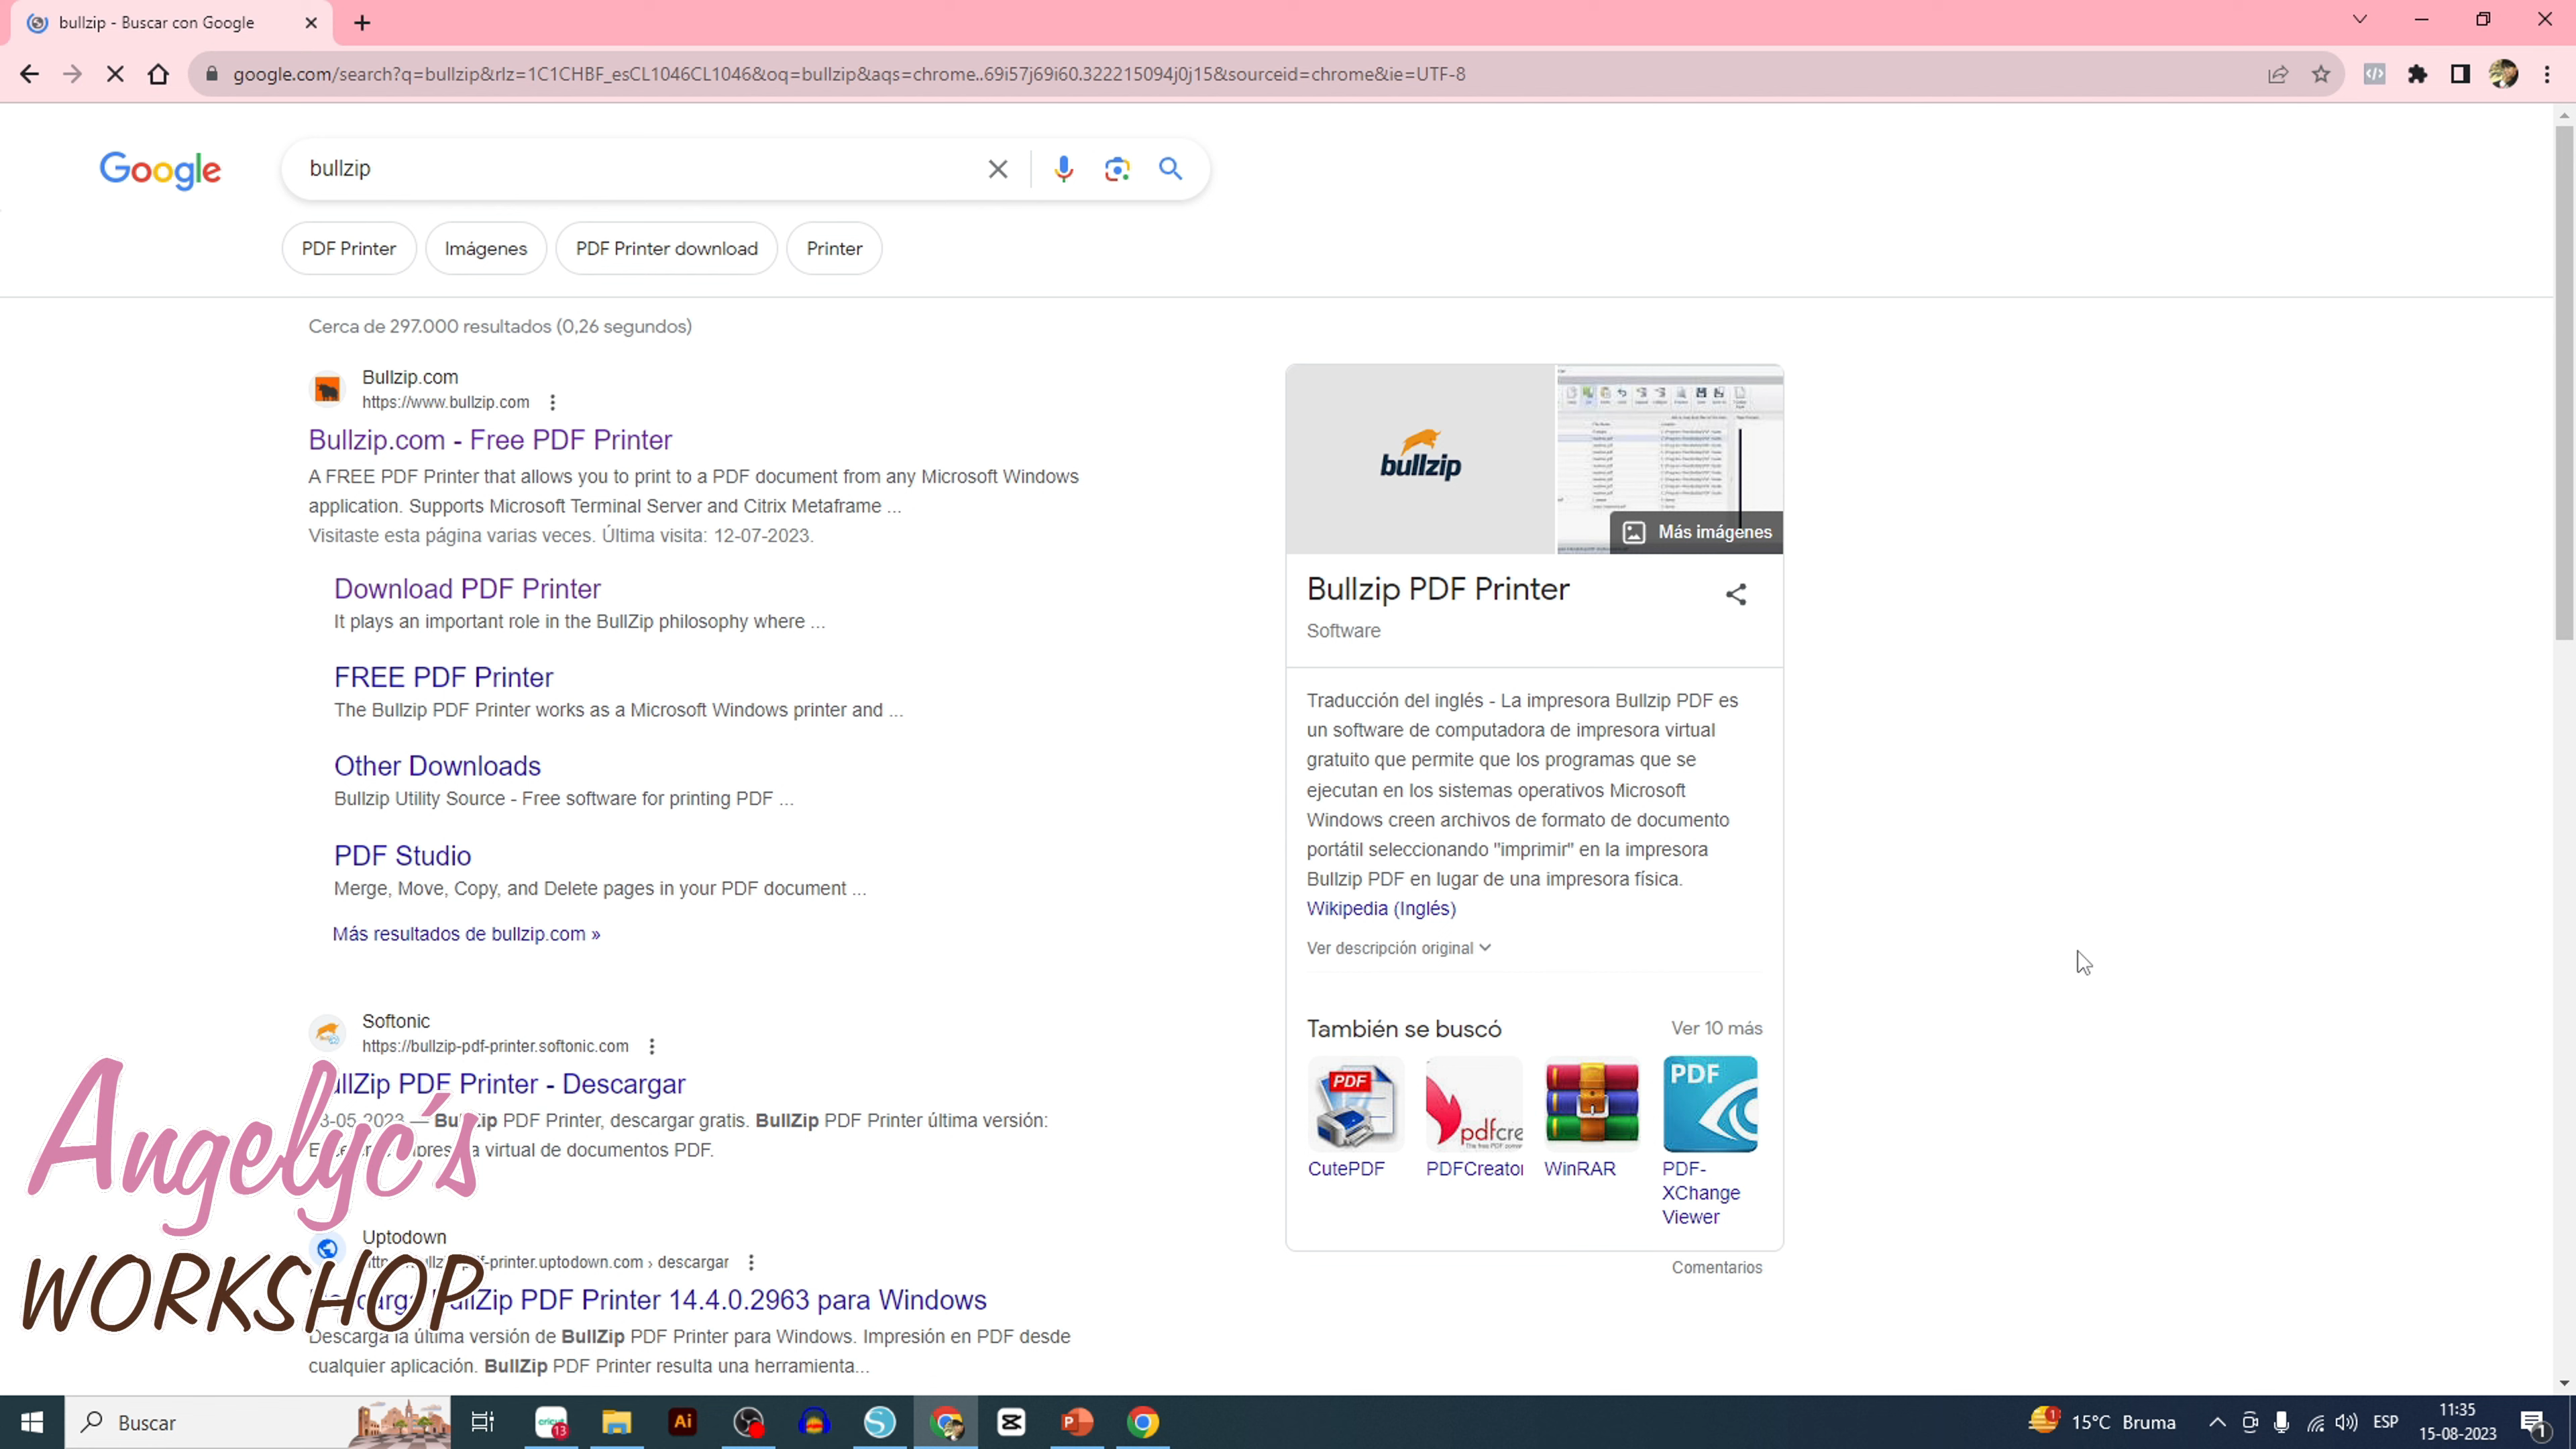 bullzip - Buscar con Google
google.com/search?q=bullzip&rlz=1C1CHBF_esCL1046CL1046&oq=bullzip&aqs=chrome..69i57j69i60.322215094j0j15&sourceid=chrome&ie=UTF-8
Google
bullzip
PDF Printer
Imágenes
PDF Printer download
Printer
Cerca de 297.000 resultados (0,26 segundos)
Bullzip.com
https://www.bullzip.com
Bullzip.com - Free PDF Printer
A FREE PDF Printer that allows you to print to a PDF document from any Microsoft Windows
application. Supports Microsoft Terminal Server and Citrix Metaframe ...
Visitaste esta página varias veces. Última visita: 12-07-2023.
Download PDF Printer
It plays an important role in the BullZip philosophy where ...
FREE PDF Printer
The Bullzip PDF Printer works as a Microsoft Windows printer and ...
Other Downloads
Bullzip Utility Source - Free software for printing PDF ...
PDF Studio
Merge, Move, Copy, and Delete pages in your PDF document ...
Más resultados de bullzip.com »
Softonic
https://bullzip-pdf-printer.softonic.com
PDF Printer - Descargar
PDF Printer, descargar gratis. BullZip PDF Printer última versión:
virtual de documentos PDF.
Uptodown
-printer.uptodown.com › descargar
PDF Printer 14.4.0.2963 para Windows
Descarga la última versión de BullZip PDF Printer para Windows. Impresión en PDF desde
cualquier aplicación. BullZip PDF Printer resulta una herramienta...
Angelyc's
WORKSHOP
bullzip
Más imágenes
Bullzip PDF Printer
Software
Traducción del inglés - La impresora Bullzip PDF es
un software de computadora de impresora virtual
gratuito que permite que los programas que se
ejecutan en los sistemas operativos Microsoft
Windows creen archivos de formato de documento
portátil seleccionando "imprimir" en la impresora
Bullzip PDF en lugar de una impresora física.
Wikipedia (Inglés)
Ver descripción original
También se buscó
Ver 10 más
PDF
pdfcre
PDF
CutePDF
PDFCreator
WinRAR
PDF-
XChange
Viewer
Comentarios
Buscar
cricut
13
Ai
S
P
1
15°C Bruma
ESP
11:35
15-08-2023
1